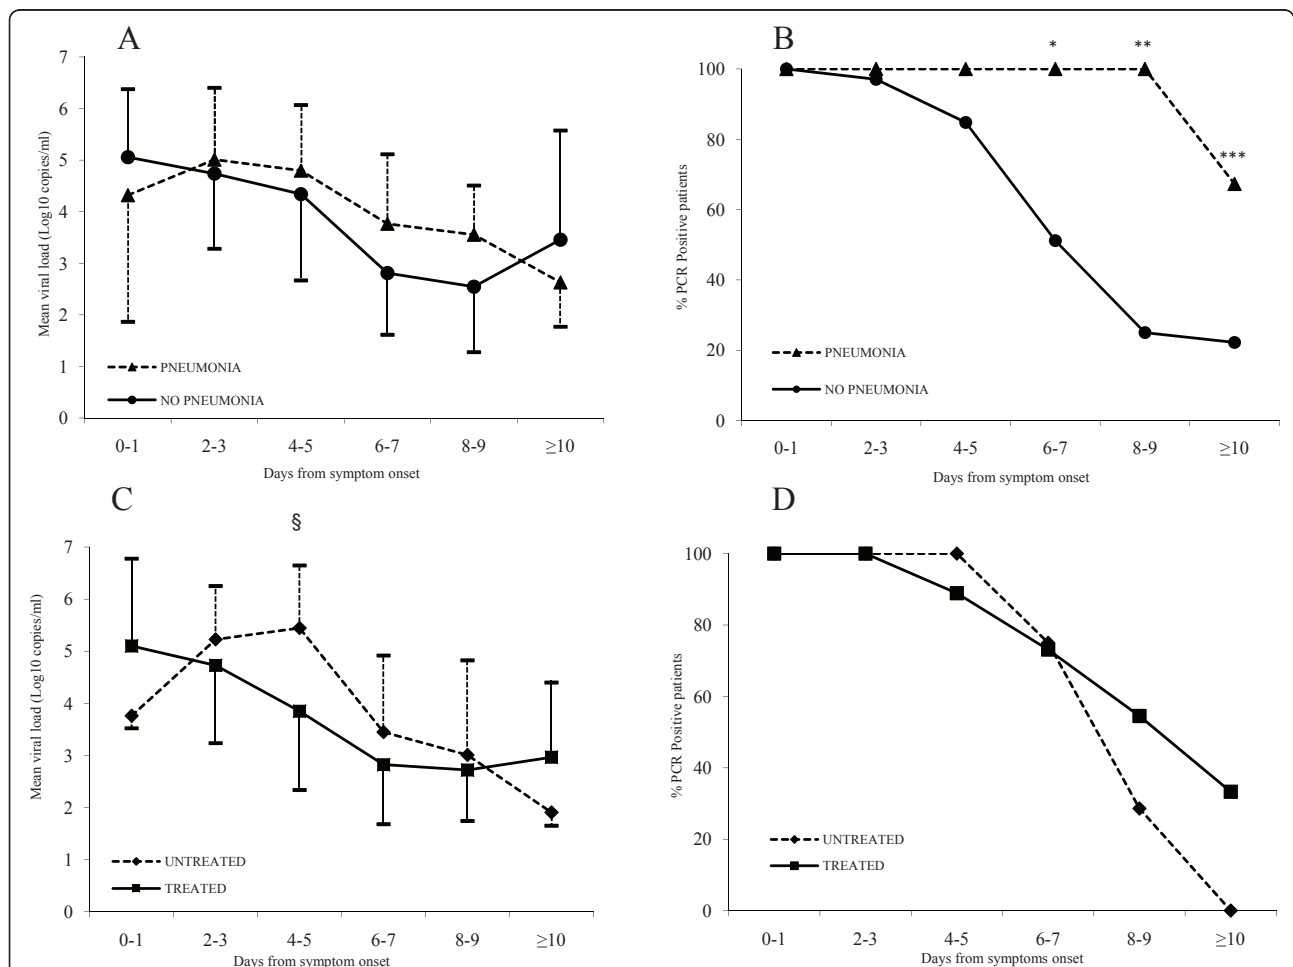 A
7
6
5
4
3
2
1
0
Mean viral load (Log10 copies/ml)
PNEUMONIA
NO PNEUMONIA
0-1 2-3 4-5 6-7 8-9 ≥10
Days from symptom onset
B
* **
***
100
80
60
40
20
0
% PCR Positive patients
PNEUMONIA
NO PNEUMONIA
0-1 2-3 4-5 6-7 8-9 ≥10
Days from symptom onset
C
§
7
6
5
4
3
2
1
0
Mean viral load (Log10 copies/ml)
UNTREATED
TREATED
0-1 2-3 4-5 6-7 8-9 ≥10
Days from symptom onset
D
100
80
60
40
20
0
% PCR Positive patients
UNTREATED
TREATED
0-1 2-3 4-5 6-7 8-9 ≥10
Days from symptoms onset